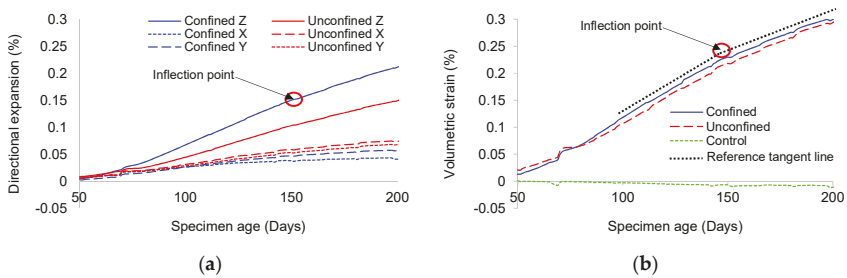 Confined Z
Unconfined Z
Confined X
Unconfined X
Confined Y
Unconfined Y
Inflection point
Directional expansion (%)
0.3
0.25
0.2
0.15
0.1
0.05
0
-0.05
50
100
150
200
Specimen age (Days)
(a)
Inflection point
Volumetric strain (%)
0.3
0.25
0.2
0.15
0.1
0.05
0
-0.05
Confined
Unconfined
Control
Reference tangent line
50
100
150
200
Specimen age (Days)
(b)